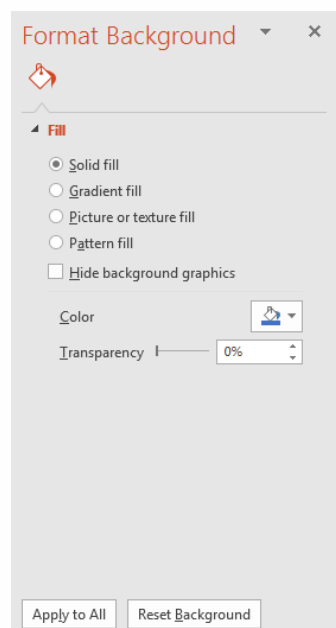 Format Background
Fill
Solid fill
Gradient fill
Picture or texture fill
Pattern fill
Hide background graphics
Color
Transparency 0%
Apply to All Reset Background